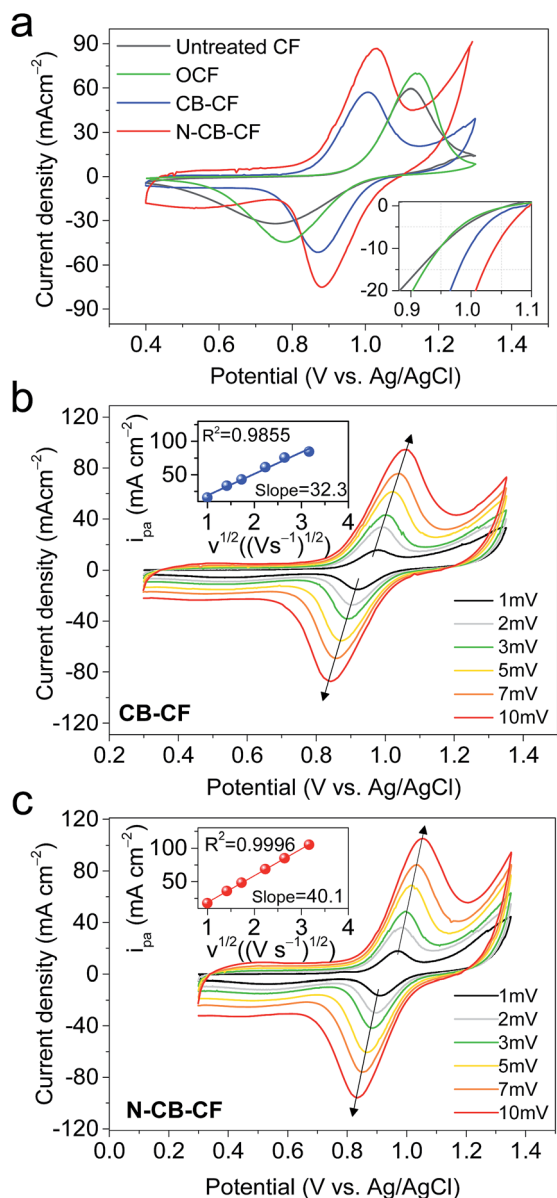 a
Untreated CF
OCF
CB-CF
N-CB-CF
Current density (mAcm⁻²)
90
60
30
0
-30
-60
-90
0
-10
-20
0.9 1.0 1.1
0.4 0.6 0.8 1.0 1.2 1.4
Potential (V vs. Ag/AgCl)
b
Current density (mAcm⁻²)
120
80
40
0
-40
-80
-120
i_pa (mA cm⁻²)
100
50
R²=0.9855
Slope=32.3
1 2 3 4
v^1/2((Vs⁻¹)^1/2)
1mV
2mV
3mV
5mV
7mV
10mV
CB-CF
0.2 0.4 0.6 0.8 1.0 1.2 1.4
Potential (V vs. Ag/AgCl)
c
Current density (mA cm⁻²)
120
80
40
0
-40
-80
-120
i_pa (mA cm⁻²)
100
50
R²=0.9996
Slope=40.1
1 2 3 4
v^1/2((V s⁻¹)^1/2)
1mV
2mV
3mV
5mV
7mV
10mV
N-CB-CF
0.0 0.2 0.4 0.6 0.8 1.0 1.2 1.4
Potential (V vs. Ag/AgCl)